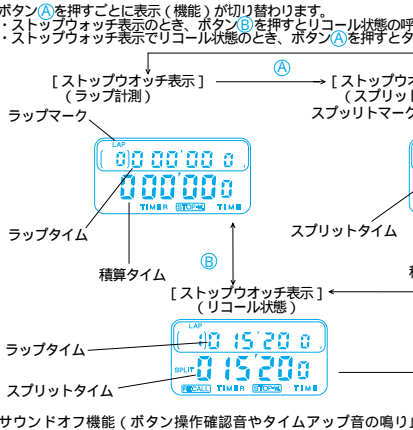 ボタンⒶを押すごとに表示(機能)が切り替わります。
・ストップウォッチ表示のとき、ボタンⒷを押すとリコール状態の呼
・ストップウォッチ表示でリコール状態のとき、ボタンⒶを押すとタ
Ⓐ
[ストップウオッチ表示]
(ラップ計測)
[ストップウオ
(スプリット
ラップマーク
スプッリトマーク
LAP
0 0 00'00 0
0 00'00 0
TIMER STOPW. TIME
ラップタイム
積算タイム
スプリットタイム
Ⓑ
[ストップウオッチ表示]
(リコール状態)
LAP
1 0 15'20 0
SPLIT 0 15'20 0
RECALL TIMER STOPW. TIME
ラップタイム
スプリットタイム
サウンドオフ機能(ボタン操作確認音やタイムアップ音の鳴り